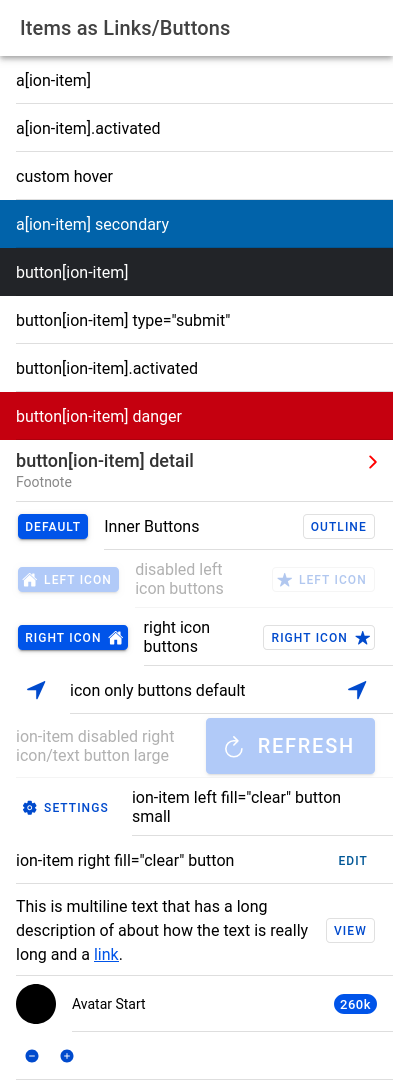 Items as Links/Buttons
a[ion-item]
a[ion-item].activated
custom hover
a[ion-item] secondary
button[ion-item]
button[ion-item] type="submit"
button[ion-item].activated
button[ion-item] danger
button[ion-item] detail
Footnote
DEFAULT Inner Buttons OUTLINE
LEFT ICON disabled left icon buttons LEFT ICON
RIGHT ICON right icon buttons RIGHT ICON
icon only buttons default
ion-item disabled right
icon/text button large REFRESH
SETTINGS ion-item left fill="clear" button
small
ion-item right fill="clear" button EDIT
This is multiline text that has a long
description of about how the text is really VIEW
long and a link.
Avatar Start 260k